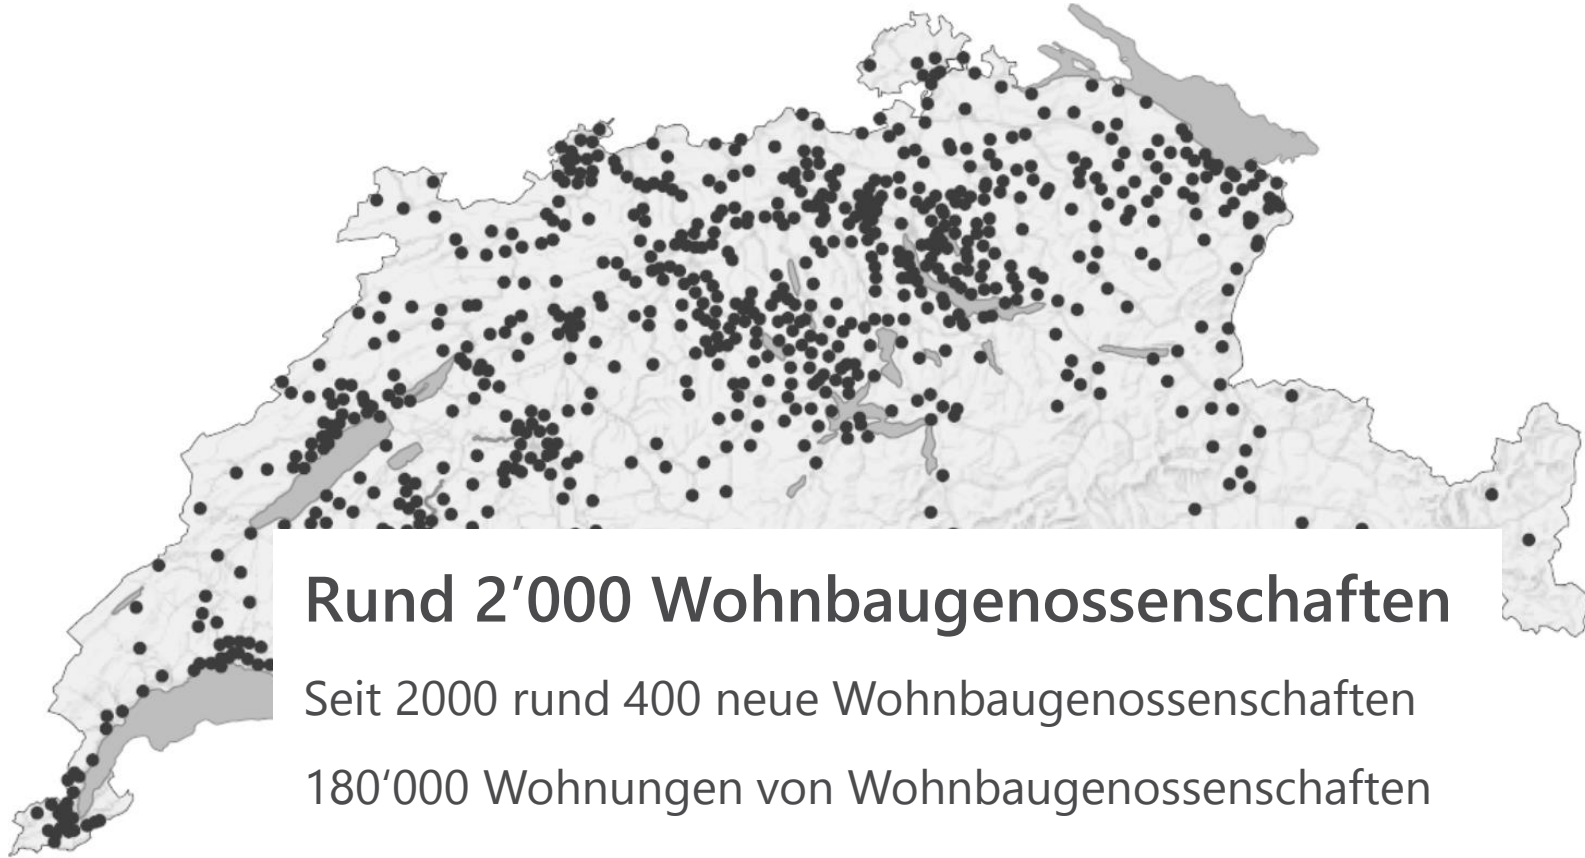 Rund 2’000 Wohnbaugenossenschaften
Seit 2000 rund 400 neue Wohnbaugenossenschaften
180‘000 Wohnungen von Wohnbaugenossenschaften